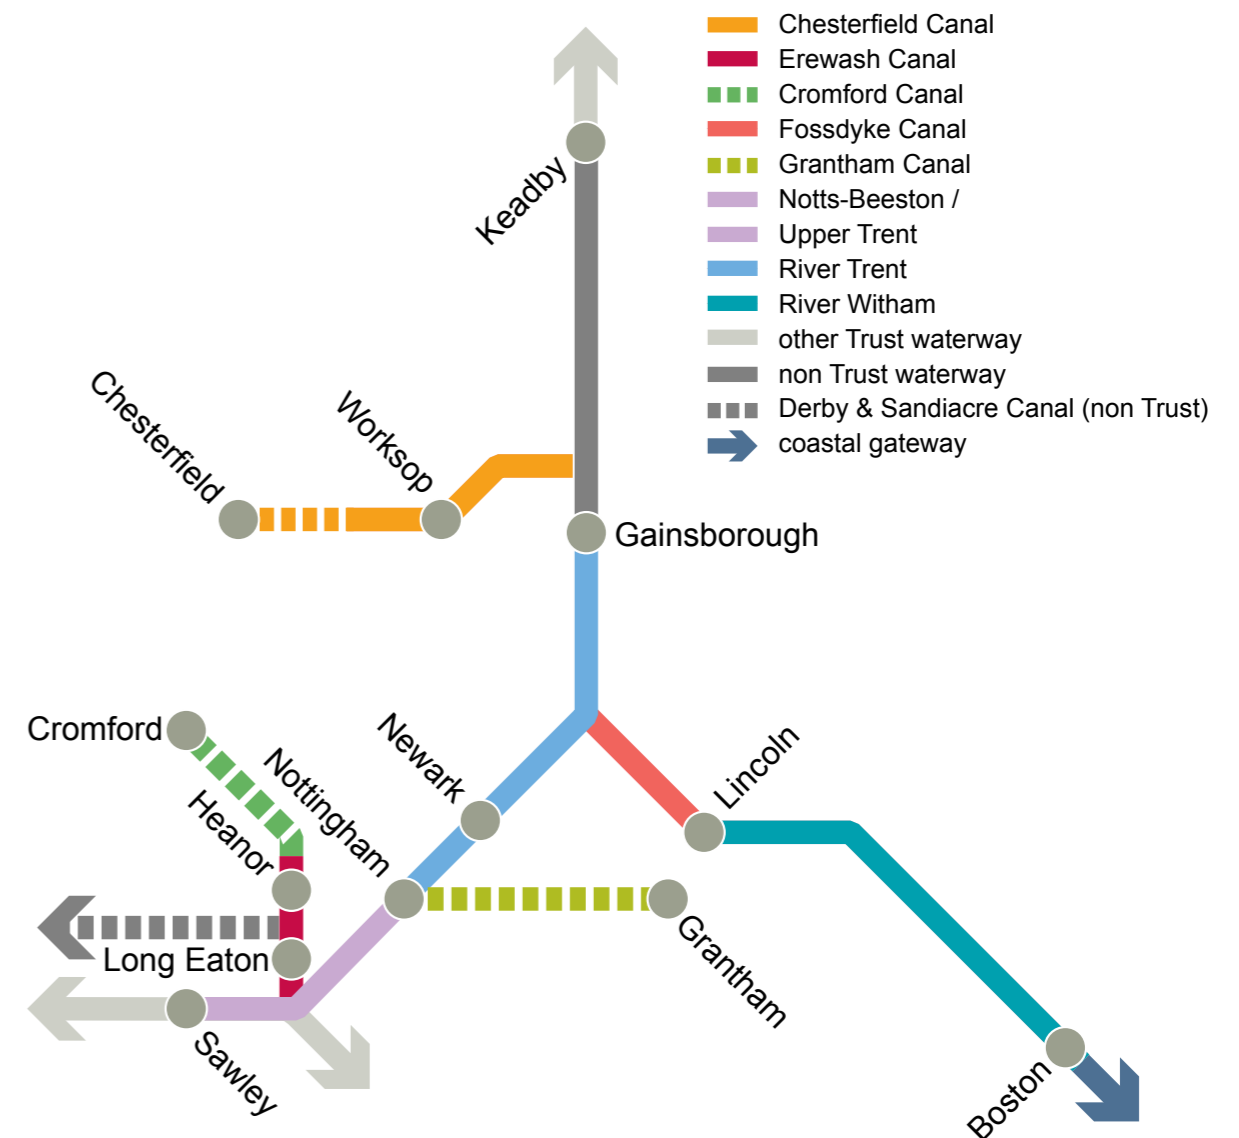 Chesterfield Canal
Erewash Canal
Cromford Canal
Fossdyke Canal
Grantham Canal
Notts-Beeston /
Upper Trent
River Trent
River Witham
other Trust waterway
non Trust waterway
Derby & Sandiacre Canal (non Trust)
coastal gateway
Keadby
Chesterfield
Worksop
Gainsborough
Cromford
Heanor
Nottingham
Newark
Lincoln
Long Eaton
Grantham
Sawley
Boston